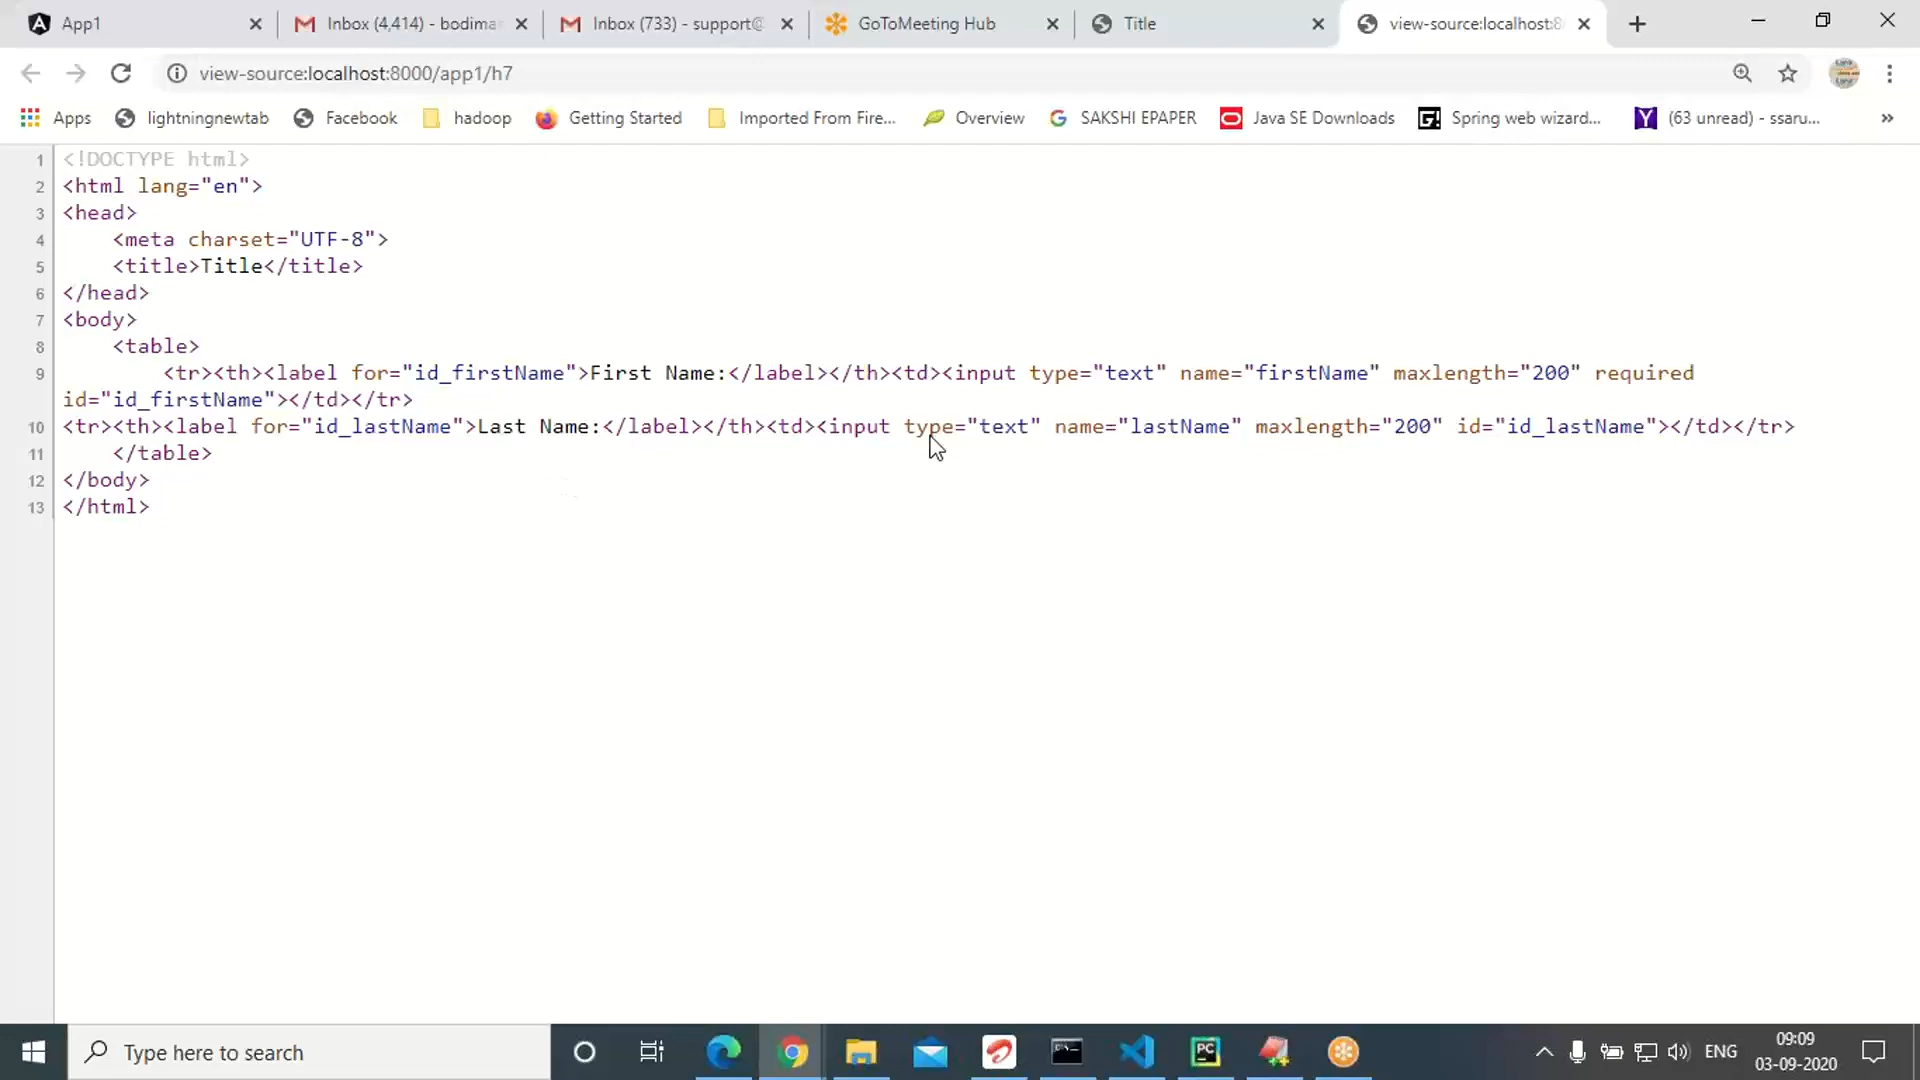 App1
Inbox (4,414) - bodima
Inbox (733) - support@
GoToMeeting Hub
Title
view-source:localhost:8
view-source:localhost:8000/app1/h7
Apps
lightningnewtab
Facebook
hadoop
Getting Started
Imported From Fire...
Overview
SAKSHI EPAPER
Java SE Downloads
Spring web wizard...
(63 unread) - ssaru...
»
1 <!DOCTYPE html>
2 <html lang="en">
3 <head>
4 <meta charset="UTF-8">
5 <title>Title</title>
6 </head>
7 <body>
8 <table>
9 <tr><th><label for="id_firstName">First Name:</label></th><td><input type="text" name="firstName" maxlength="200" required
id="id_firstName"></td></tr>
10 <tr><th><label for="id_lastName">Last Name:</label></th><td><input type="text" name="lastName" maxlength="200" id="id_lastName"></td></tr>
11 </table>
12 </body>
13 </html>
Type here to search
ENG
09:09
03-09-2020